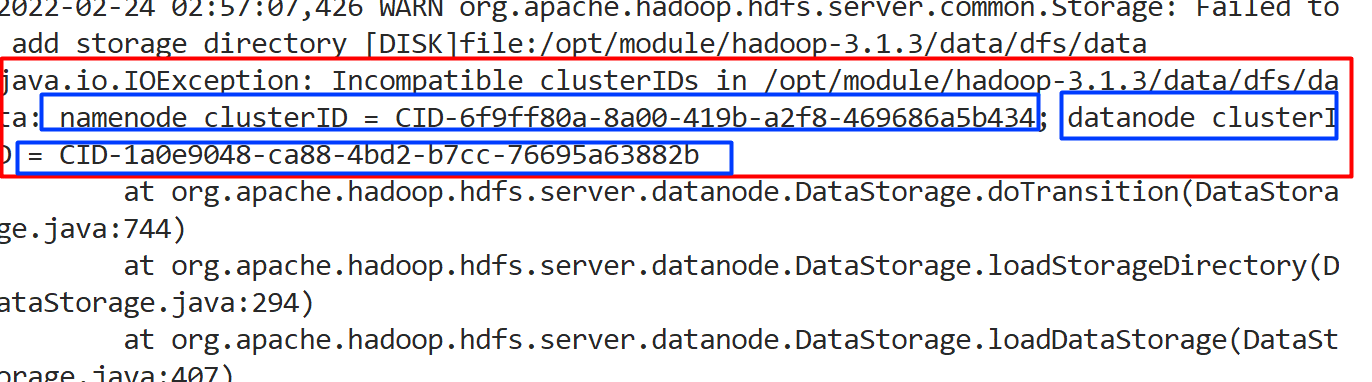 2022-02-24 02:57:07,426 WARN org.apache.hadoop.hdfs.server.common.Storage: Failed to
add storage directory [DISK]file:/opt/module/hadoop-3.1.3/data/dfs/data
java.io.IOException: Incompatible clusterIDs in /opt/module/hadoop-3.1.3/data/dfs/da
ta: namenode clusterID = CID-6f9ff80a-8a00-419b-a2f8-469686a5b434; datanode clusterI
D = CID-1a0e9048-ca88-4bd2-b7cc-76695a63882b
at org.apache.hadoop.hdfs.server.datanode.DataStorage.doTransition(DataStora
ge.java:744)
at org.apache.hadoop.hdfs.server.datanode.DataStorage.loadStorageDirectory(D
ataStorage.java:294)
at org.apache.hadoop.hdfs.server.datanode.DataStorage.loadDataStorage(DataSt
orage.java:407)